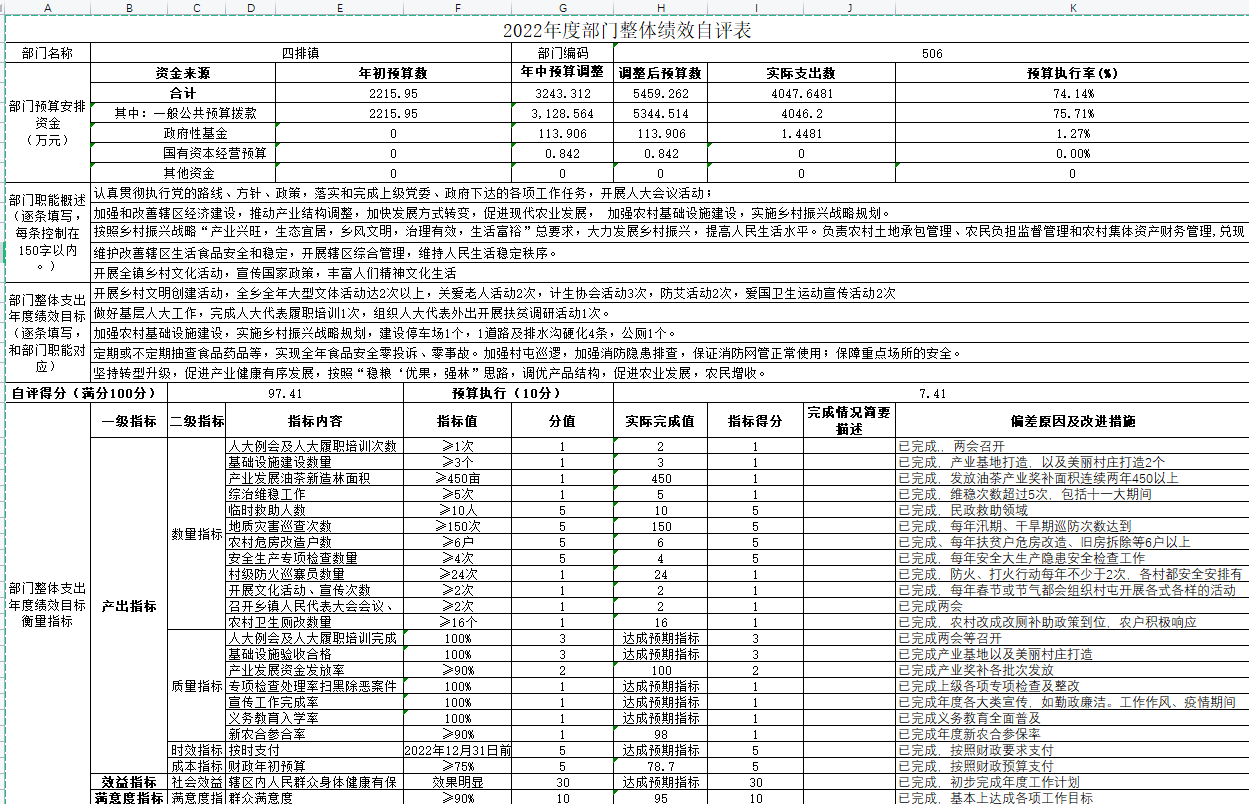 A B C D E F G H I J K
2022年度部门整体绩效自评表
部门名称 四排镇 部门编码 506
部门预算安排资金（万元）
资金来源 年初预算数 年中预算调整 调整后预算数 实际支出数 预算执行率(%)
合计 2215.95 3243.312 5459.262 4047.6481 74.14%
其中：一般公共预算拨款 2215.95 3,128.564 5344.514 4046.2 75.71%
政府性基金 0 113.906 113.906 1.4481 1.27%
国有资本经营预算 0 0.842 0.842 0 0.00%
其他资金 0 0 0 0 0
部门职能概述（逐条填写，每条控制在150字以内。）
认真贯彻执行党的路线、方针、政策，落实和完成上级党委、政府下达的各项工作任务，开展人大会议活动；
加强和改善辖区经济建设，推动产业结构调整，加快发展方式转变，促进现代农业发展， 加强农村基础设施建设，实施乡村振兴战略规划。
按照乡村振兴战略“产业兴旺，生态宜居，乡风文明，治理有效，生活富裕”总要求，大力发展乡村振兴，提高人民生活水平。负责农村土地承包管理、农民负担监督管理和农村集体资产财务管理,兑现
维护改善辖区生活食品安全和稳定，开展辖区综合管理，维持人民生活稳定秩序。
开展全镇乡村文化活动，宣传国家政策，丰富人们精神文化生活
部门整体支出年度绩效目标（逐条填写，和部门职能对应）
开展乡村文明创建活动，全乡全年大型文体活动达2次以上，关爱老人活动2次，计生协会活动3次，防艾活动2次，爱国卫生运动宣传活动2次
做好基层人大工作，完成人大代表履职培训1次，组织人大代表外出开展扶贫调研活动1次。
加强农村基础设施建设，实施乡村振兴战略规划，建设停车场1个，1道路及排水沟硬化4条，公厕1个。
定期或不定期抽查食品药品等，实现全年食品安全零投诉、零事故。加强村屯巡逻，加强消防隐患排查，保证消防网管正常使用；保障重点场所的安全。
坚持转型升级，促进产业健康有序发展，按照“稳粮‘优果，强林”思路，调优产品结构，促进农业发展，农民增收。
自评得分（满分100分） 97.41 预算执行（10分） 7.41
部门整体支出年度绩效目标衡量指标
一级指标 二级指标 指标内容 指标值 分值 实际完成值 指标得分 完成情况简要描述 偏差原因及改进措施
产出指标
数量指标
人大例会及人大履职培训次数 ≥1次 1 2 1 已完成,，两会召开
基础设施建设数量 ≥3个 1 3 1 已完成，产业基地打造，以及美丽村庄打造2个
产业发展油茶新造林面积 ≥450亩 1 450 1 已完成，发放油茶产业奖补面积连续两年450以上
综治维稳工作 ≥5次 1 5 1 已完成，维稳次数超过5次，包括十一大期间
临时救助人数 ≥10人 5 10 5 已完成，民政救助领域
地质灾害巡查次数 ≥150次 5 150 5 已完成，每年汛期、干旱期巡防次数达到
农村危房改造户数 ≥6户 5 6 5 已完成、每年扶贫户危房改造、旧房拆除等6户以上
安全生产专项检查数量 ≥4次 5 4 5 已完成，每年安全大生产隐患安全检查工作
村级防火巡寨员数量 ≥24次 1 24 1 已完成，防火、打火行动每年不少于2次，各村都安全安排有
开展文化活动、宣传次数 ≥2次 1 2 1 已完成，每年春节或节气都会组织村屯开展各式各样的活动
召开乡镇人民代表大会会议、 ≥2次 1 2 1 已完成两会
农村卫生厕改数量 ≥16个 1 16 1 已完成，农村改成改厕补助政策到位，农户积极响应
质量指标
人大例会及人大履职培训完成 100% 3 达成预期指标 3 已完成两会等召开
基础设施验收合格 100% 3 达成预期指标 3 已完成产业基地以及美丽村庄打造
产业发展资金发放率 ≥90% 2 100 2 已完成产业奖补各批次发放
专项检查处理率扫黑除恶案件 100% 1 达成预期指标 1 已完成上级各项专项检查及整改
宣传工作完成率 100% 1 达成预期指标 1 已完成年度各大类宣传，如勤政廉洁。工作作风、疫情期间
义务教育入学率 100% 1 达成预期指标 1 已完成义务教育全面普及
新农合参合率 ≥90% 1 98 1 已完成年度新农合参保率
时效指标 按时支付 2022年12月31日前 5 达成预期指标 5 已完成，按照财政要求支付
成本指标 财政年初预算 ≥75% 5 78.7 5 已完成，按照财政预算支付
效益指标 社会效益 辖区内人民群众身体健康有保 效果明显 30 达成预期指标 30 已完成，初步完成年度工作计划
满意度指标 满意度指 群众满意度 ≥90% 10 95 10 已完成，基本上达成各项工作目标